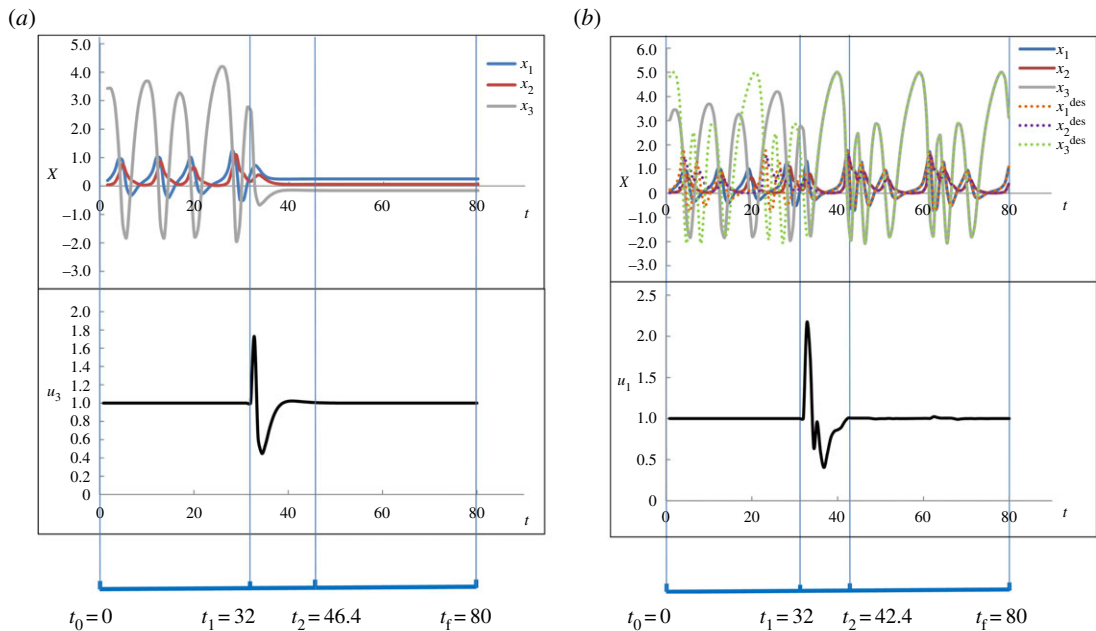 (a)
5.0
4.0
3.0
2.0
1.0
0
–1.0
–2.0
–3.0
X
x1
x2
x3
20
40
60
80
t
2.0
1.8
1.6
1.4
1.2
1.0
0.8
0.6
0.4
0.2
0
u3
0
20
40
60
80
t
t0=0
t1=32
t2=46.4
tf=80
(b)
6.0
5.0
4.0
3.0
2.0
1.0
0
–1.0
–2.0
–3.0
X
x1
x2
x3
x1des
x2des
x3des
0
20
40
60
80
t
2.5
2.0
1.5
1.0
0.5
0
u1
0
20
40
60
80
t
t0=0
t1=32
t2=42.4
tf=80